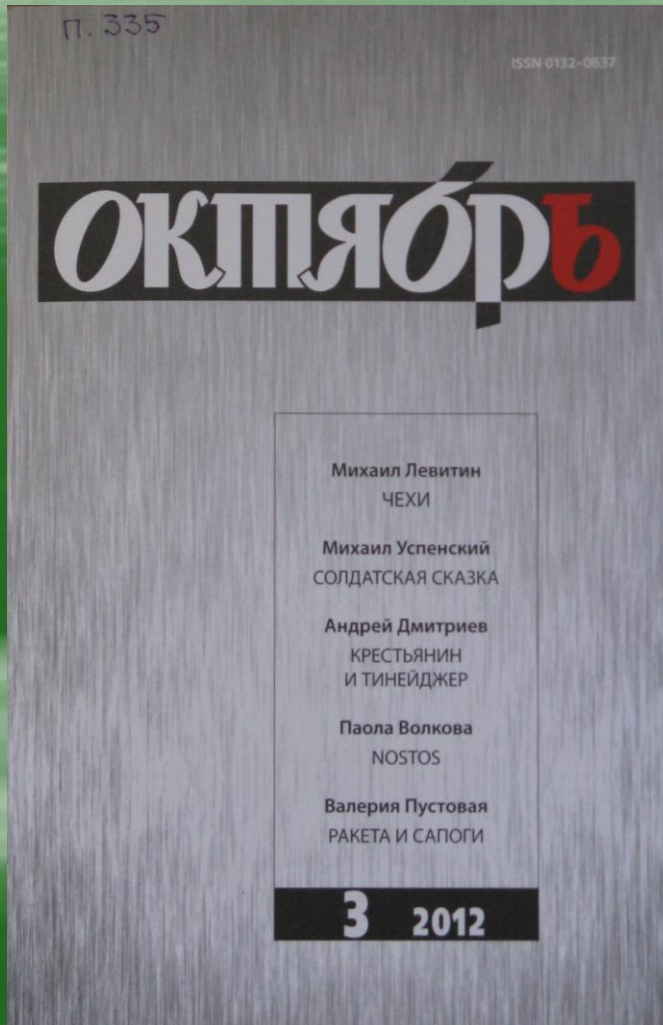 П. 335
ISSN 0132-0637
октябрь
Михаил Левитин
ЧЕХИ
Михаил Успенский
СОЛДАТСКАЯ СКАЗКА
Андрей Дмитриев
КРЕСТЬЯНИН
И ТИНЕЙДЖЕР
Паола Волкова
NOSTOS
Валерия Пустовая
РАКЕТА И САПОГИ
3 2012